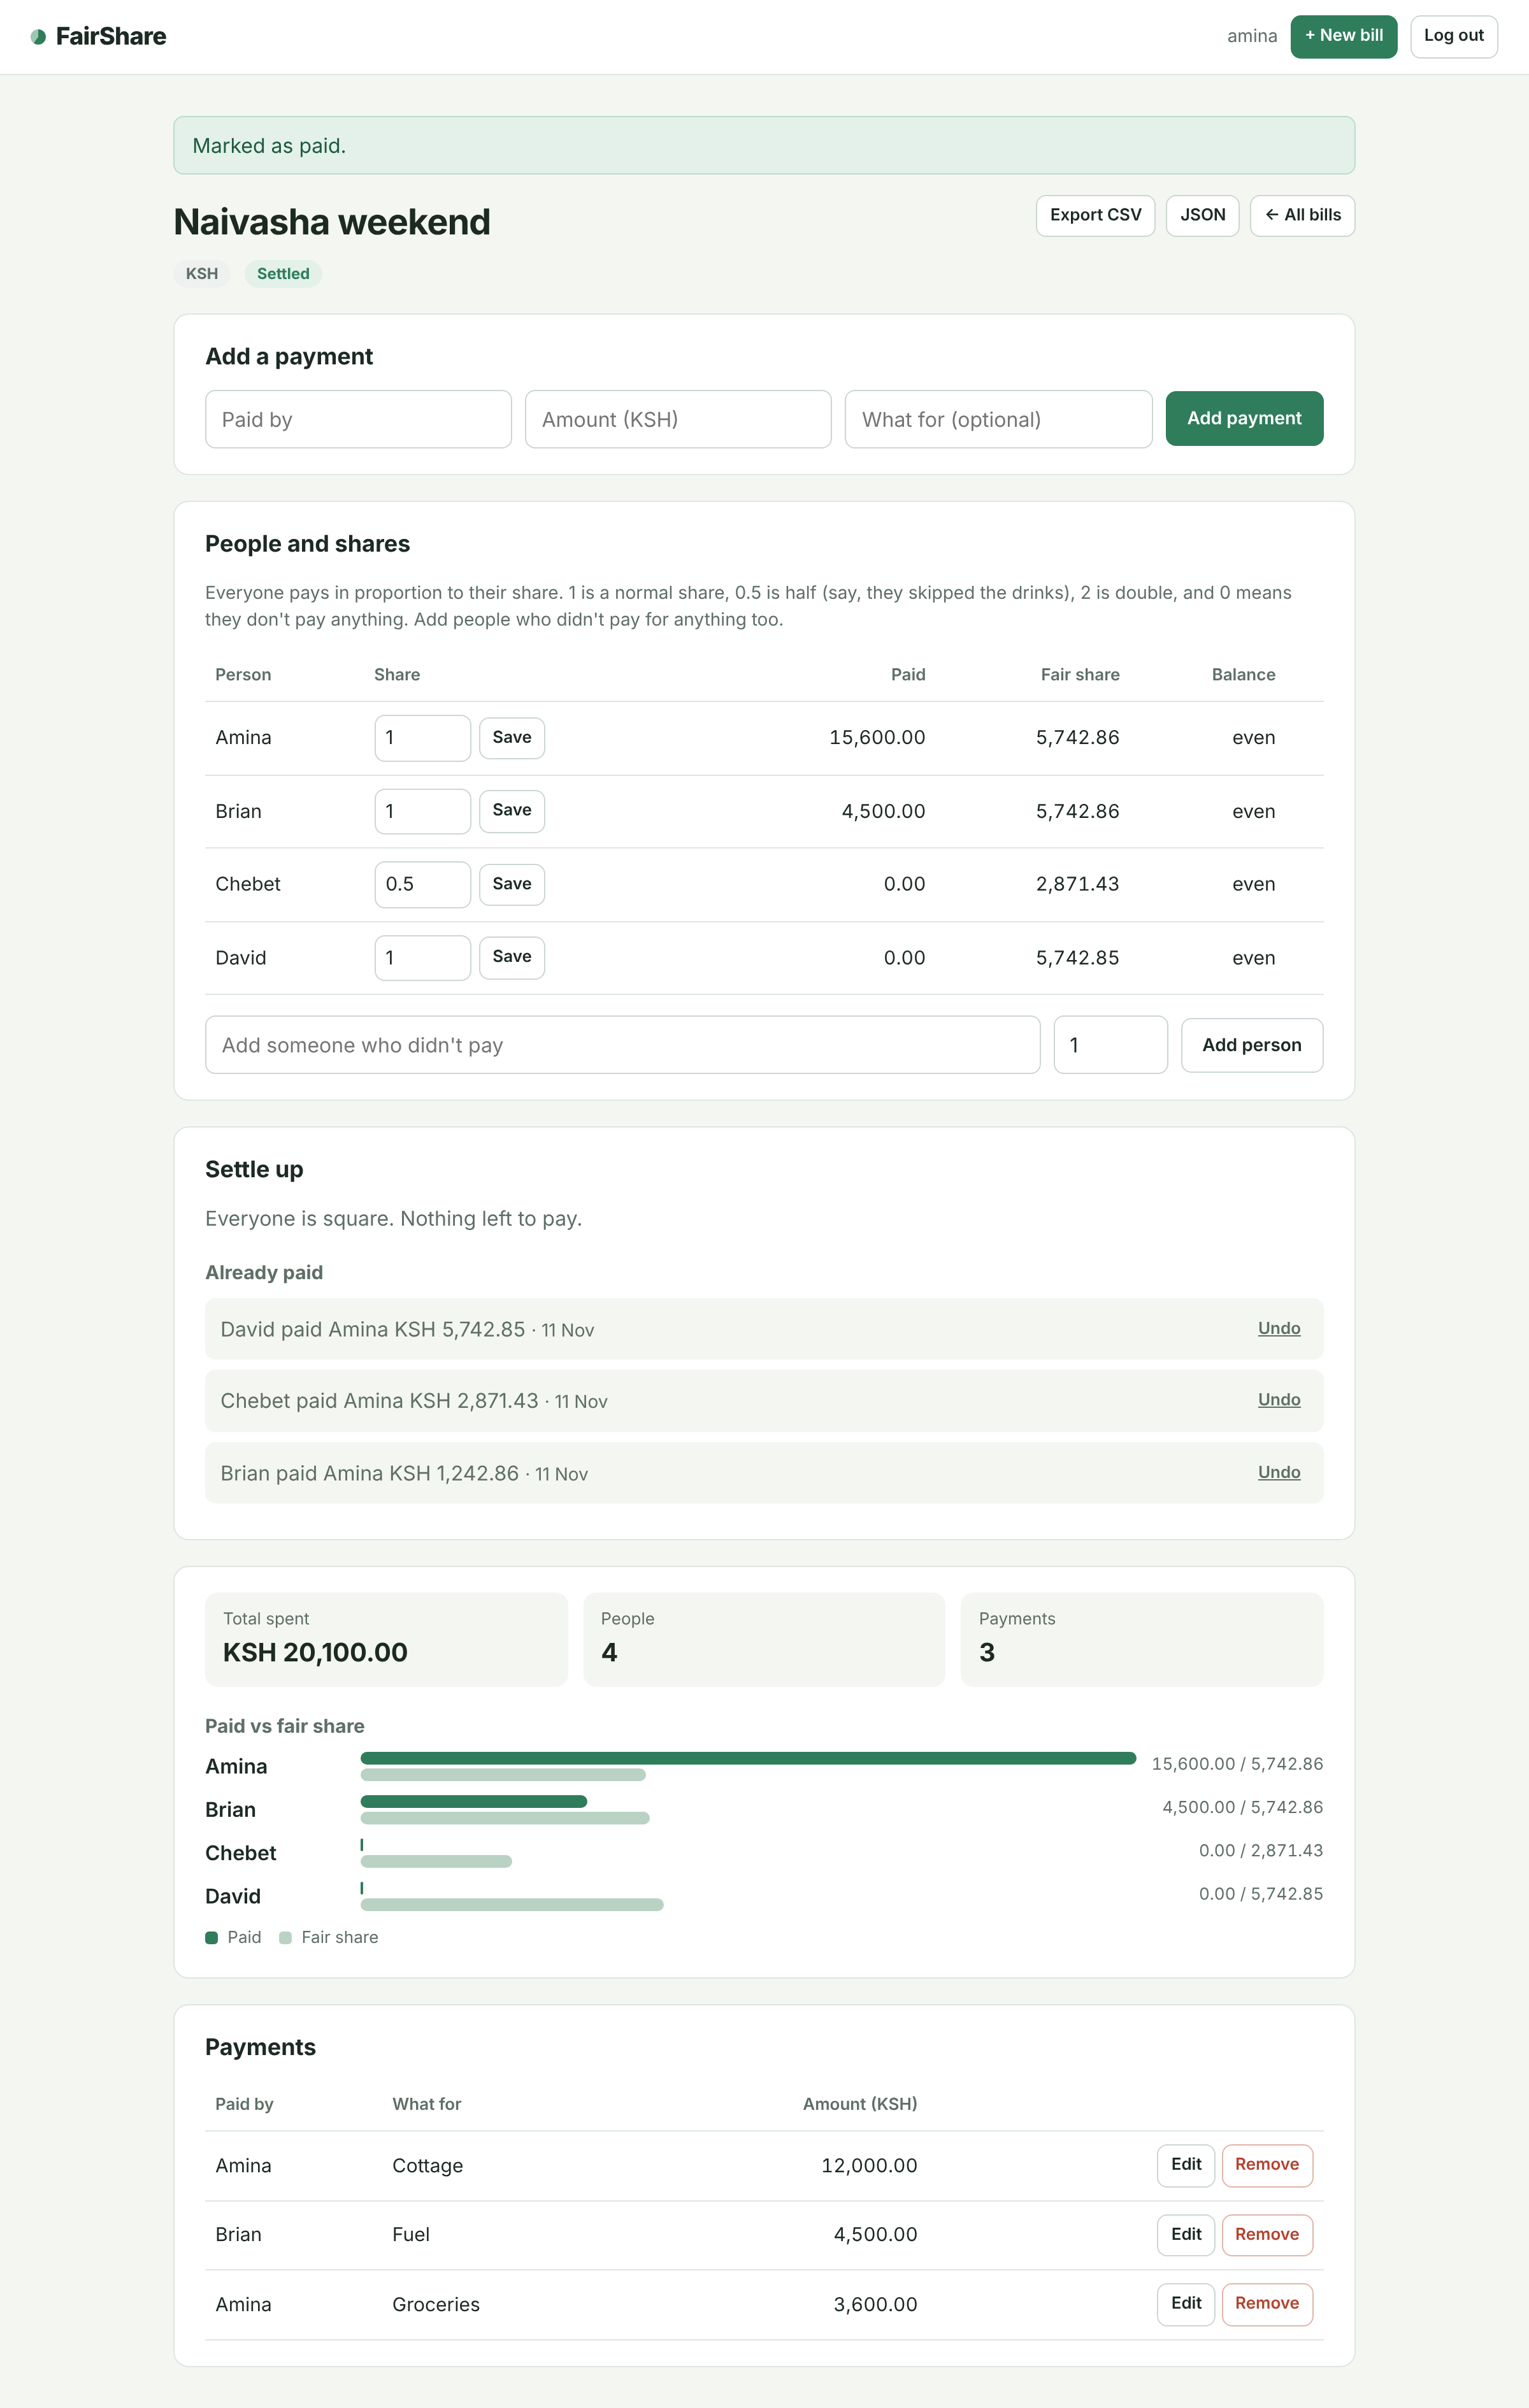 FairShare
amina
+ New bill
Log out
Marked as paid.
Naivasha weekend
Export CSV
JSON
← All bills
KSH
Settled
Add a payment
Paid by
Amount (KSH)
What for (optional)
Add payment
People and shares
Everyone pays in proportion to their share. 1 is a normal share, 0.5 is half (say, they skipped the drinks), 2 is double, and 0 means
they don't pay anything. Add people who didn't pay for anything too.
Person Share Paid Fair share Balance
Amina 1 Save 15,600.00 5,742.86 even
Brian 1 Save 4,500.00 5,742.86 even
Chebet 0.5 Save 0.00 2,871.43 even
David 1 Save 0.00 5,742.85 even
Add someone who didn't pay 1 Add person
Settle up
Everyone is square. Nothing left to pay.
Already paid
David paid Amina KSH 5,742.85 · 11 Nov Undo
Chebet paid Amina KSH 2,871.43 · 11 Nov Undo
Brian paid Amina KSH 1,242.86 · 11 Nov Undo
Total spent
KSH 20,100.00
People
4
Payments
3
Paid vs fair share
Amina 15,600.00 / 5,742.86
Brian 4,500.00 / 5,742.86
Chebet 0.00 / 2,871.43
David 0.00 / 5,742.85
Paid Fair share
Payments
Paid by What for Amount (KSH)
Amina Cottage 12,000.00 Edit Remove
Brian Fuel 4,500.00 Edit Remove
Amina Groceries 3,600.00 Edit Remove